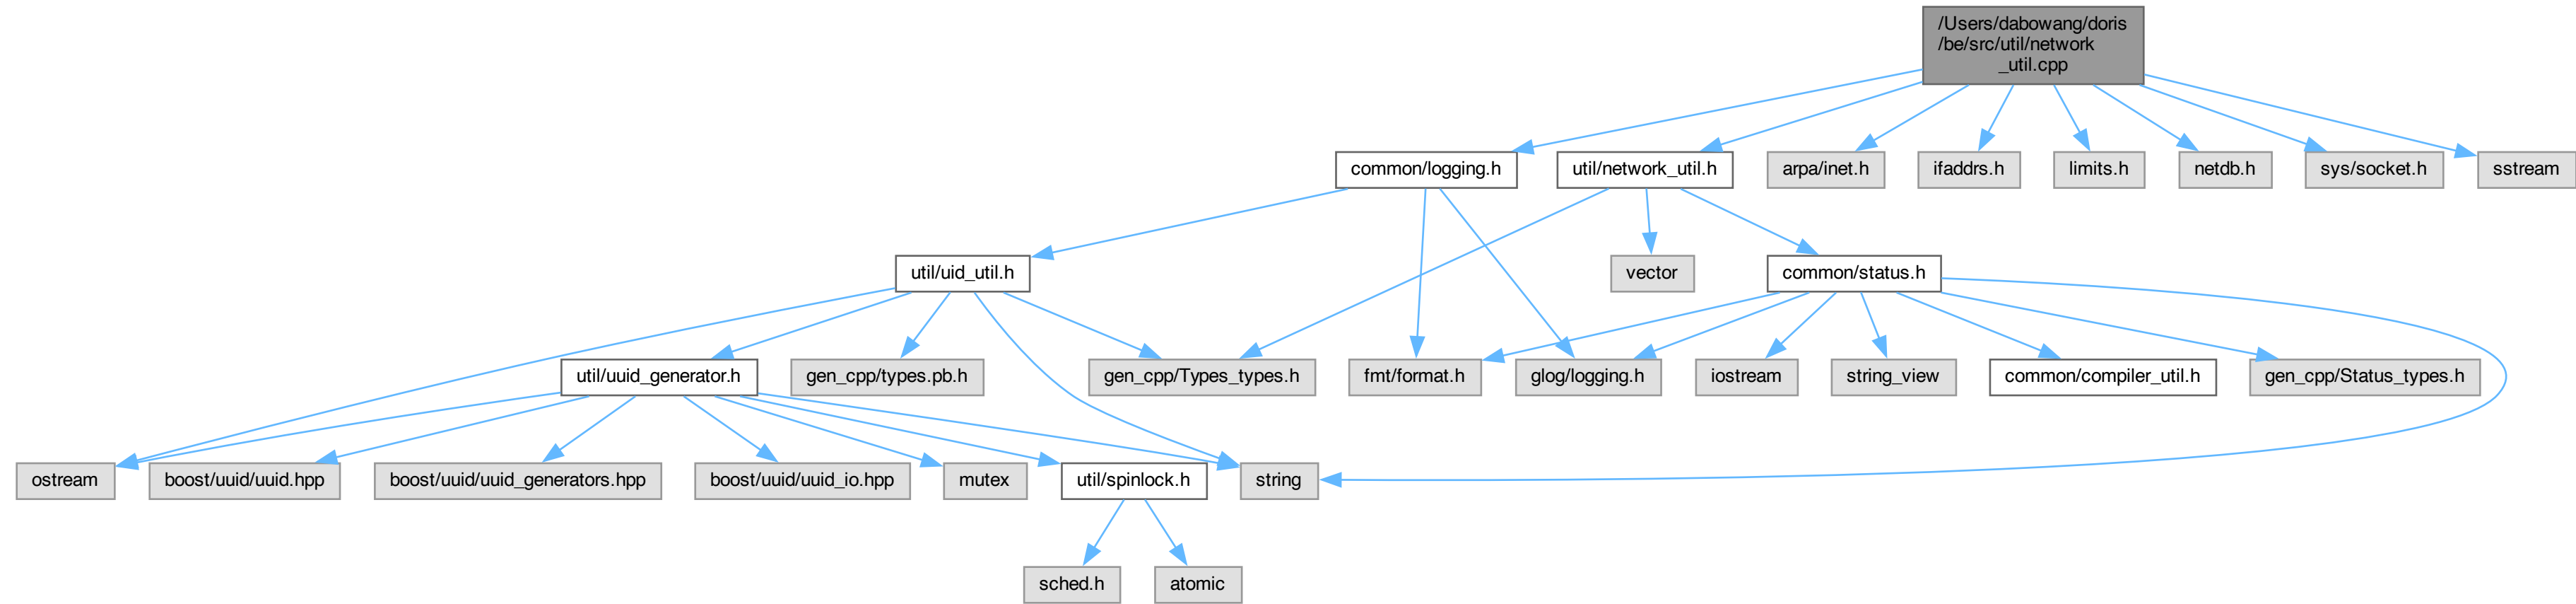 /Users/dabowang/doris
/be/src/util/network
_util.cpp
common/logging.h
util/network_util.h
arpa/inet.h
ifaddrs.h
limits.h
netdb.h
sys/socket.h
sstream
util/uid_util.h
vector
common/status.h
util/uuid_generator.h
gen_cpp/types.pb.h
gen_cpp/Types_types.h
fmt/format.h
glog/logging.h
iostream
string_view
common/compiler_util.h
gen_cpp/Status_types.h
ostream
boost/uuid/uuid.hpp
boost/uuid/uuid_generators.hpp
boost/uuid/uuid_io.hpp
mutex
util/spinlock.h
string
sched.h
atomic